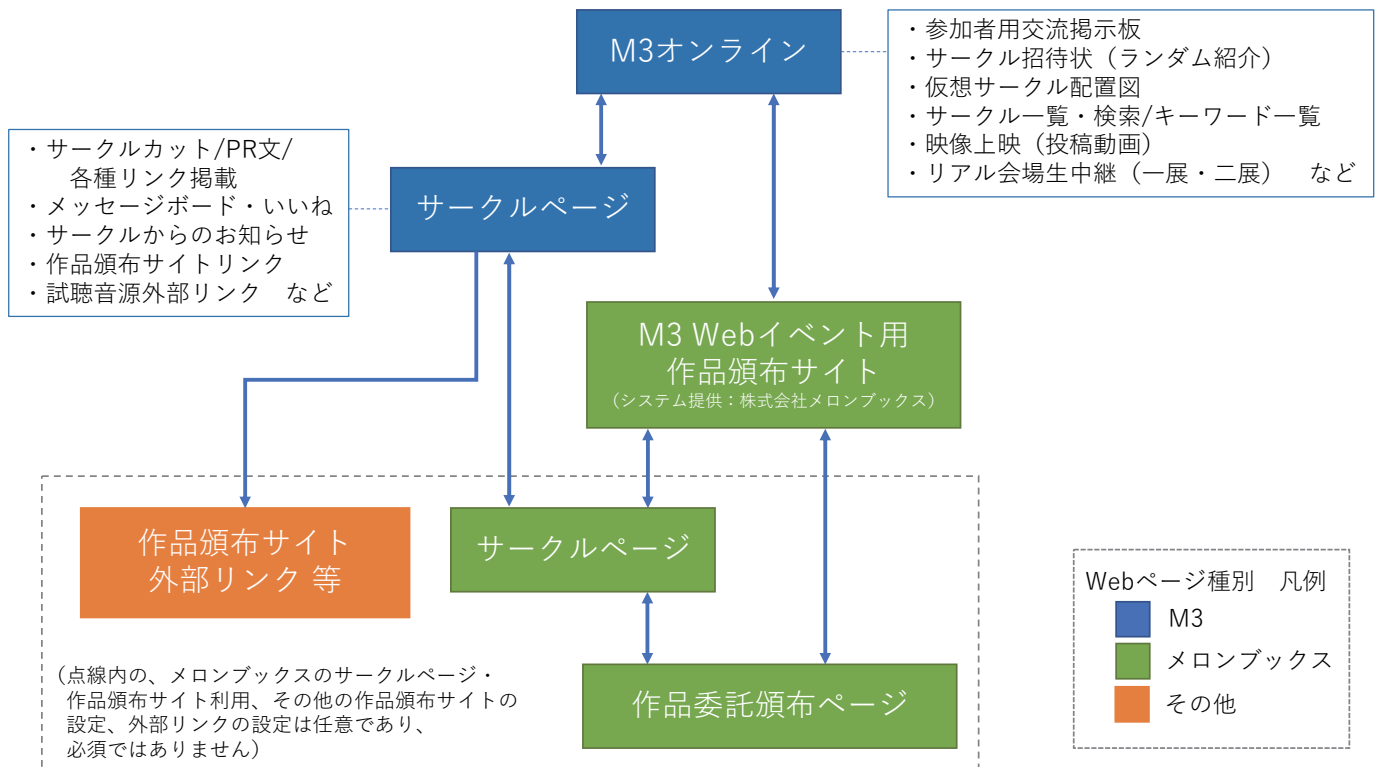 M3オンライン
・参加者用交流掲示板
・サークル招待状（ランダム紹介）
・仮想サークル配置図
・サークル一覧・検索/キーワード一覧
・映像上映（投稿動画）
・リアル会場生中継（一展・二展）　など
・サークルカット/PR文/
各種リンク掲載
・メッセージボード・いいね
・サークルからのお知らせ
・作品頒布サイトリンク
・試聴音源外部リンク　など
サークルページ
M3 Webイベント用
作品頒布サイト
（システム提供：株式会社メロンブックス）
作品頒布サイト
外部リンク 等
サークルページ
作品委託頒布ページ
（点線内の、メロンブックスのサークルページ・
作品頒布サイト利用、その他の作品頒布サイトの
設定、外部リンクの設定は任意であり、
必須ではありません）
Webページ種別　凡例
M3
メロンブックス
その他